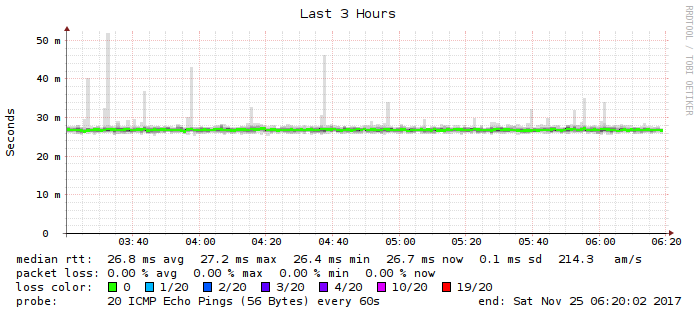 Last 3 Hours
RRDTOOL / TOBI OETIKER
Seconds
50 m
40 m
30 m
20 m
10 m
0
03:40 04:00 04:20 04:40 05:00 05:20 05:40 06:00 06:20
median rtt: 26.8 ms avg 27.2 ms max 26.4 ms min 26.7 ms now 0.1 ms sd 214.3 am/s
packet loss: 0.00 % avg 0.00 % max 0.00 % min 0.00 % now
loss color: 0 1/20 2/20 3/20 4/20 10/20 19/20
probe: 20 ICMP Echo Pings (56 Bytes) every 60s end: Sat Nov 25 06:20:02 2017